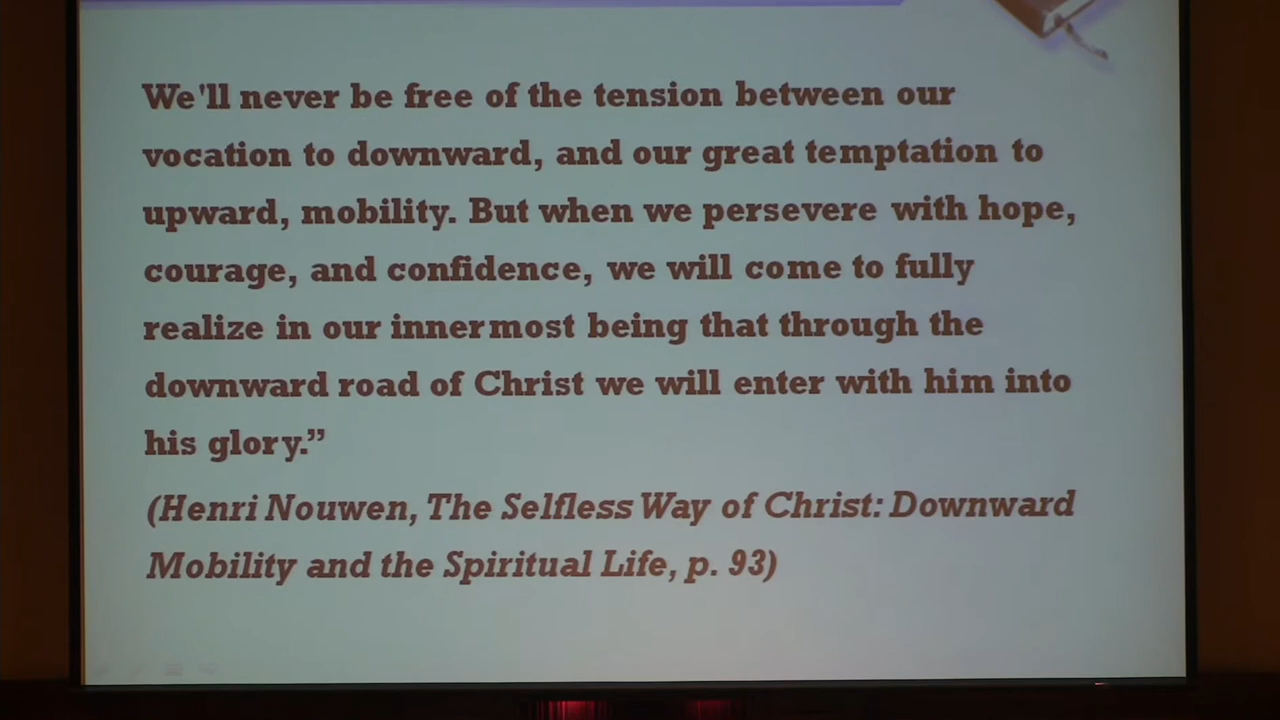 We'll never be free of the tension between our
vocation to downward, and our great temptation to
upward, mobility. But when we persevere with hope,
courage, and confidence, we will come to fully
realize in our innermost being that through the
downward road of Christ we will enter with him into
his glory.”
(Henri Nouwen, The Selfless Way of Christ: Downward
Mobility and the Spiritual Life, p. 93)